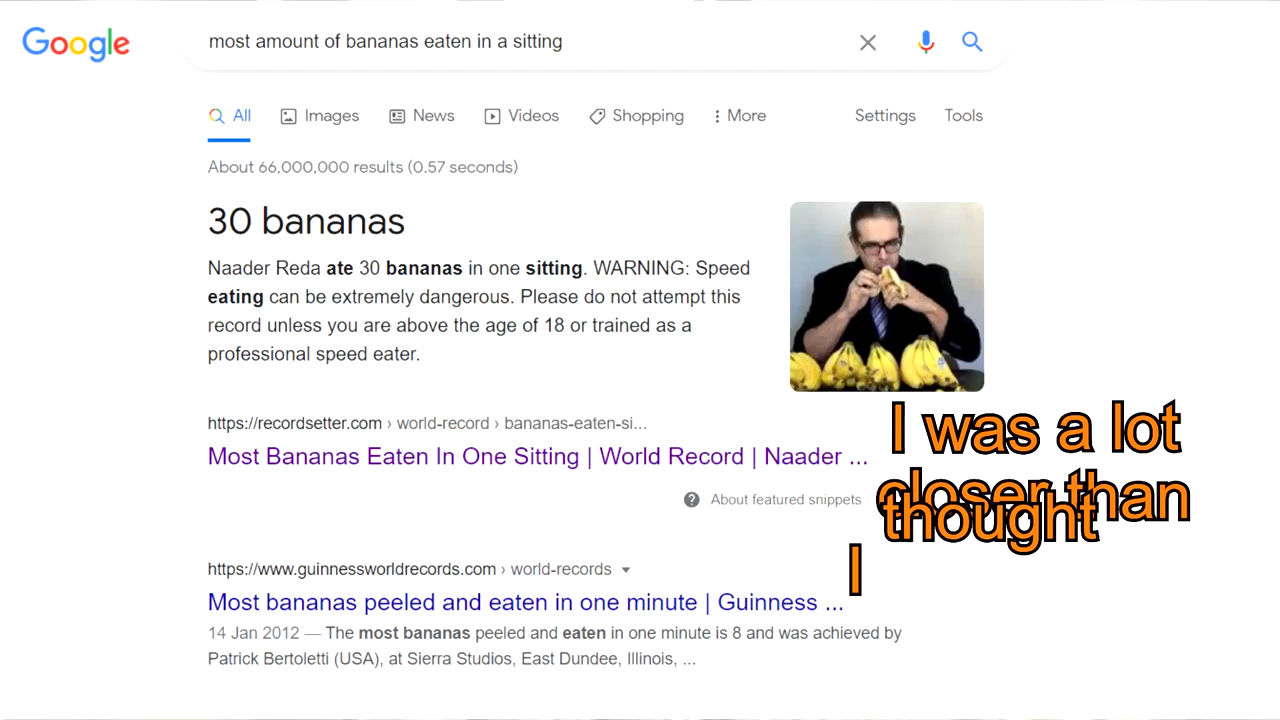 Google
most amount of bananas eaten in a sitting
All Images News Videos Shopping More Settings Tools
About 66,000,000 results (0.57 seconds)
30 bananas
Naader Reda ate 30 bananas in one sitting. WARNING: Speed
eating can be extremely dangerous. Please do not attempt this
record unless you are above the age of 18 or trained as a
professional speed eater.
https://recordsetter.com › world-record › bananas-eaten-si...
Most Bananas Eaten In One Sitting | World Record | Naader ...
About featured snippets
https://www.guinnessworldrecords.com › world-records
Most bananas peeled and eaten in one minute | Guinness ...
14 Jan 2012 — The most bananas peeled and eaten in one minute is 8 and was achieved by
Patrick Bertoletti (USA), at Sierra Studios, East Dundee, Illinois, ...
I was a lot
closer than
thought
I